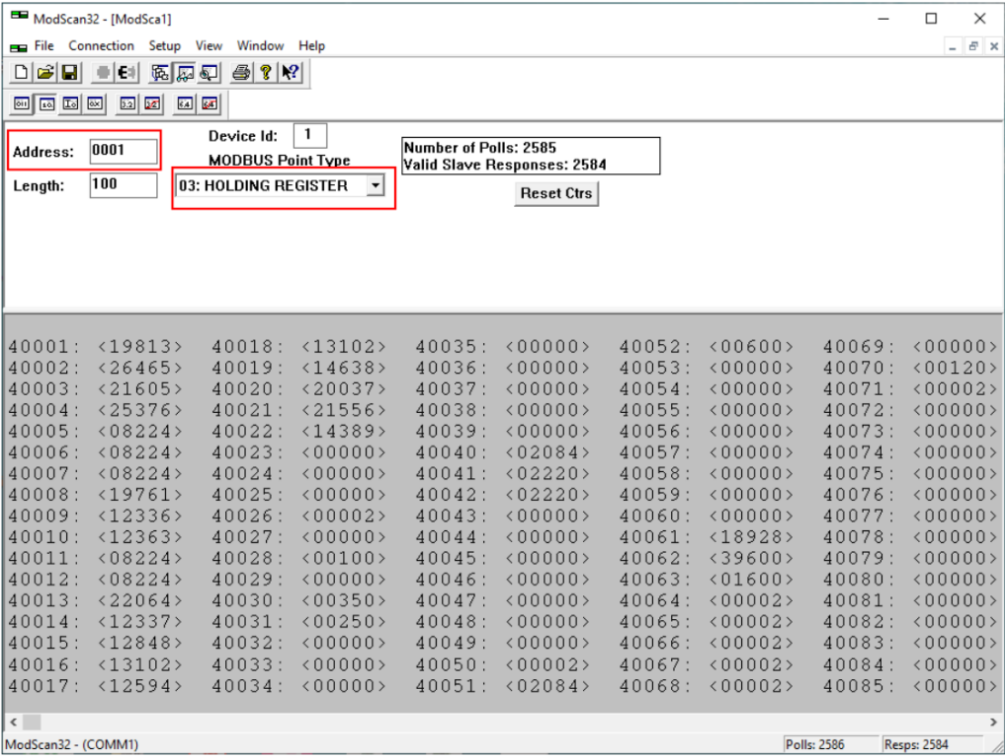 ModScan32 - [ModSca1]
File Connection Setup View Window Help
Address: 0001
Device Id: 1
MODBUS Point Type
Number of Polls: 2585
Valid Slave Responses: 2584
Length: 100
03: HOLDING REGISTER
Reset Ctrs
40001: <19813> 40018: <13102> 40035: <00000> 40052: <00600> 40069: <00000>
40002: <26465> 40019: <14638> 40036: <00000> 40053: <00000> 40070: <00120>
40003: <21605> 40020: <20037> 40037: <00000> 40054: <00000> 40071: <00002>
40004: <25376> 40021: <21556> 40038: <00000> 40055: <00000> 40072: <00000>
40005: <08224> 40022: <14389> 40039: <00000> 40056: <00000> 40073: <00000>
40006: <08224> 40023: <00000> 40040: <02084> 40057: <00000> 40074: <00000>
40007: <08224> 40024: <00000> 40041: <02220> 40058: <00000> 40075: <00000>
40008: <19761> 40025: <00000> 40042: <02220> 40059: <00000> 40076: <00000>
40009: <12336> 40026: <00002> 40043: <00000> 40060: <00000> 40077: <00000>
40010: <12363> 40027: <00000> 40044: <00000> 40061: <18928> 40078: <00000>
40011: <08224> 40028: <00100> 40045: <00000> 40062: <39600> 40079: <00000>
40012: <08224> 40029: <00000> 40046: <00000> 40063: <01600> 40080: <00000>
40013: <22064> 40030: <00350> 40047: <00000> 40064: <00002> 40081: <00000>
40014: <12337> 40031: <00250> 40048: <00000> 40065: <00002> 40082: <00000>
40015: <12848> 40032: <00000> 40049: <00000> 40066: <00002> 40083: <00000>
40016: <13102> 40033: <00000> 40050: <00002> 40067: <00002> 40084: <00000>
40017: <12594> 40034: <00000> 40051: <02084> 40068: <00002> 40085: <00000>
ModScan32 - (COMM1)
Polls: 2586
Resps: 2584